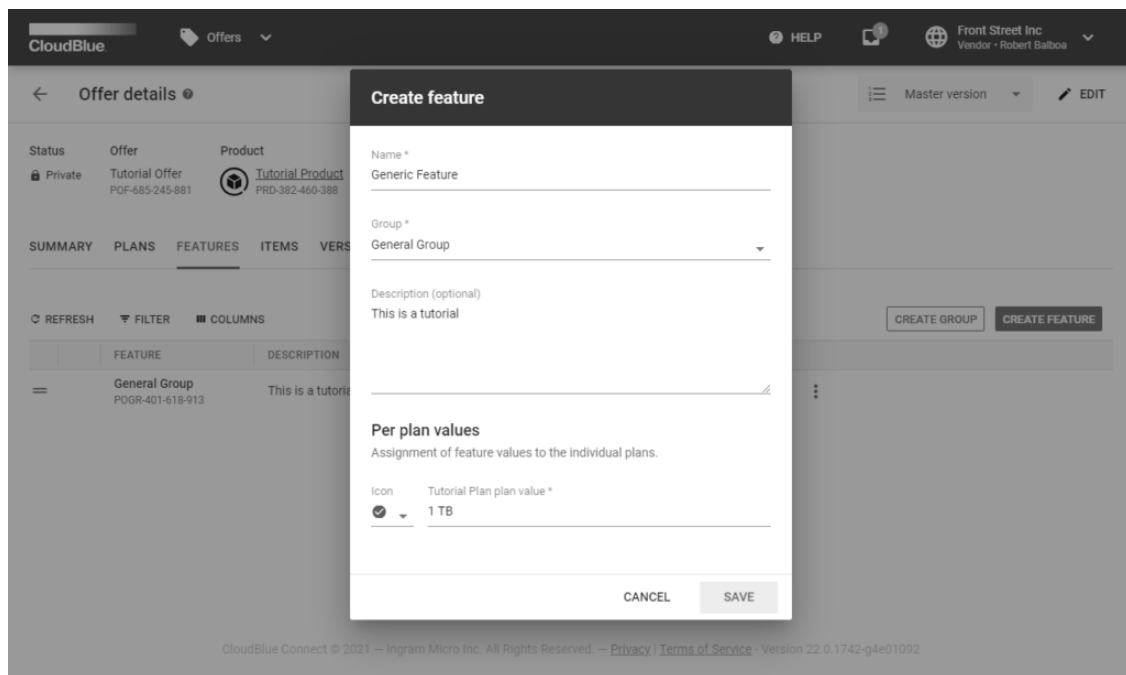 CloudBlue
Offers
HELP
1
Front Street Inc
Vendor • Robert Balboa
Offer details
Master version
EDIT
Status
Offer
Product
Private
Tutorial Offer
POF-685-245-881
Tutorial Product
PRD-382-460-388
SUMMARY PLANS FEATURES ITEMS VERS
REFRESH FILTER COLUMNS
CREATE GROUP
CREATE FEATURE
FEATURE DESCRIPTION
General Group
POGR-401-618-913
This is a tutoria
Create feature
Name *
Generic Feature
Group *
General Group
Description (optional)
This is a tutorial
Per plan values
Assignment of feature values to the individual plans.
Icon
Tutorial Plan plan value *
1 TB
CANCEL
SAVE
CloudBlue Connect © 2021 — Ingram Micro Inc. All Rights Reserved. — Privacy | Terms of Service - Version 22.0.1742-g4e01092